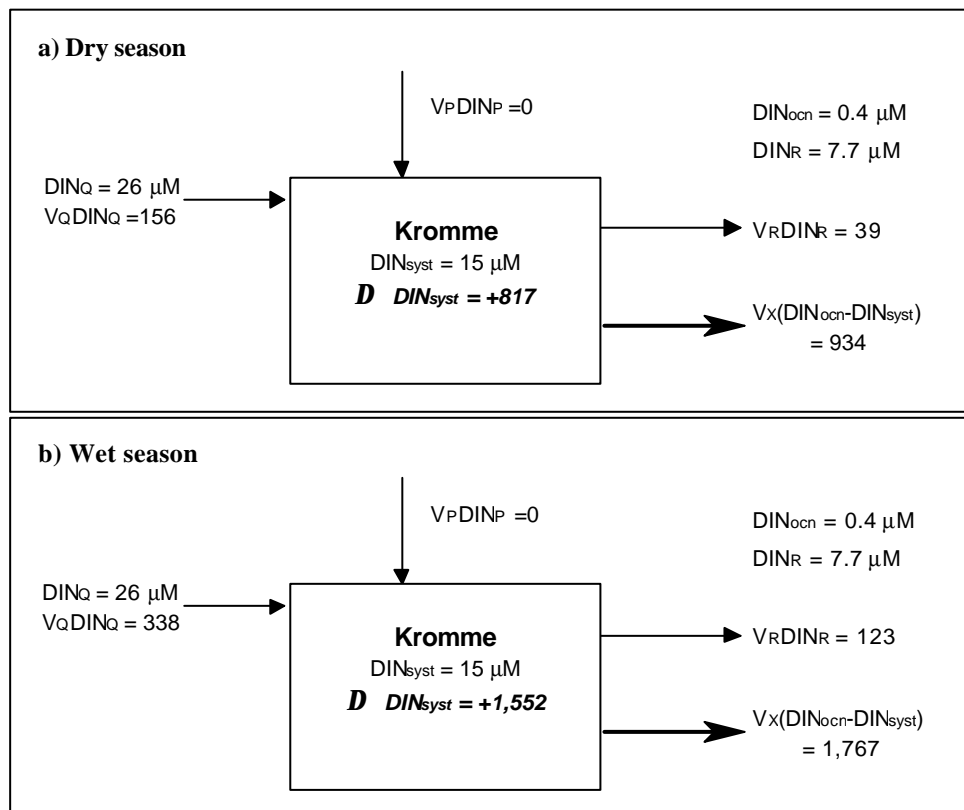 a) Dry season
VPDINP =0
DINocn = 0.4 µM
DINR = 7.7 µM
DINQ = 26 µM
VQDINQ =156
Kromme
DINsyst = 15 µM
D DINsyst = +817
VRDINR = 39
VX(DINocn-DINsyst)
= 934
b) Wet season
VPDINP =0
DINocn = 0.4 µM
DINR = 7.7 µM
DINQ = 26 µM
VQDINQ = 338
Kromme
DINsyst = 15 µM
D DINsyst = +1,552
VRDINR = 123
VX(DINocn-DINsyst)
= 1,767